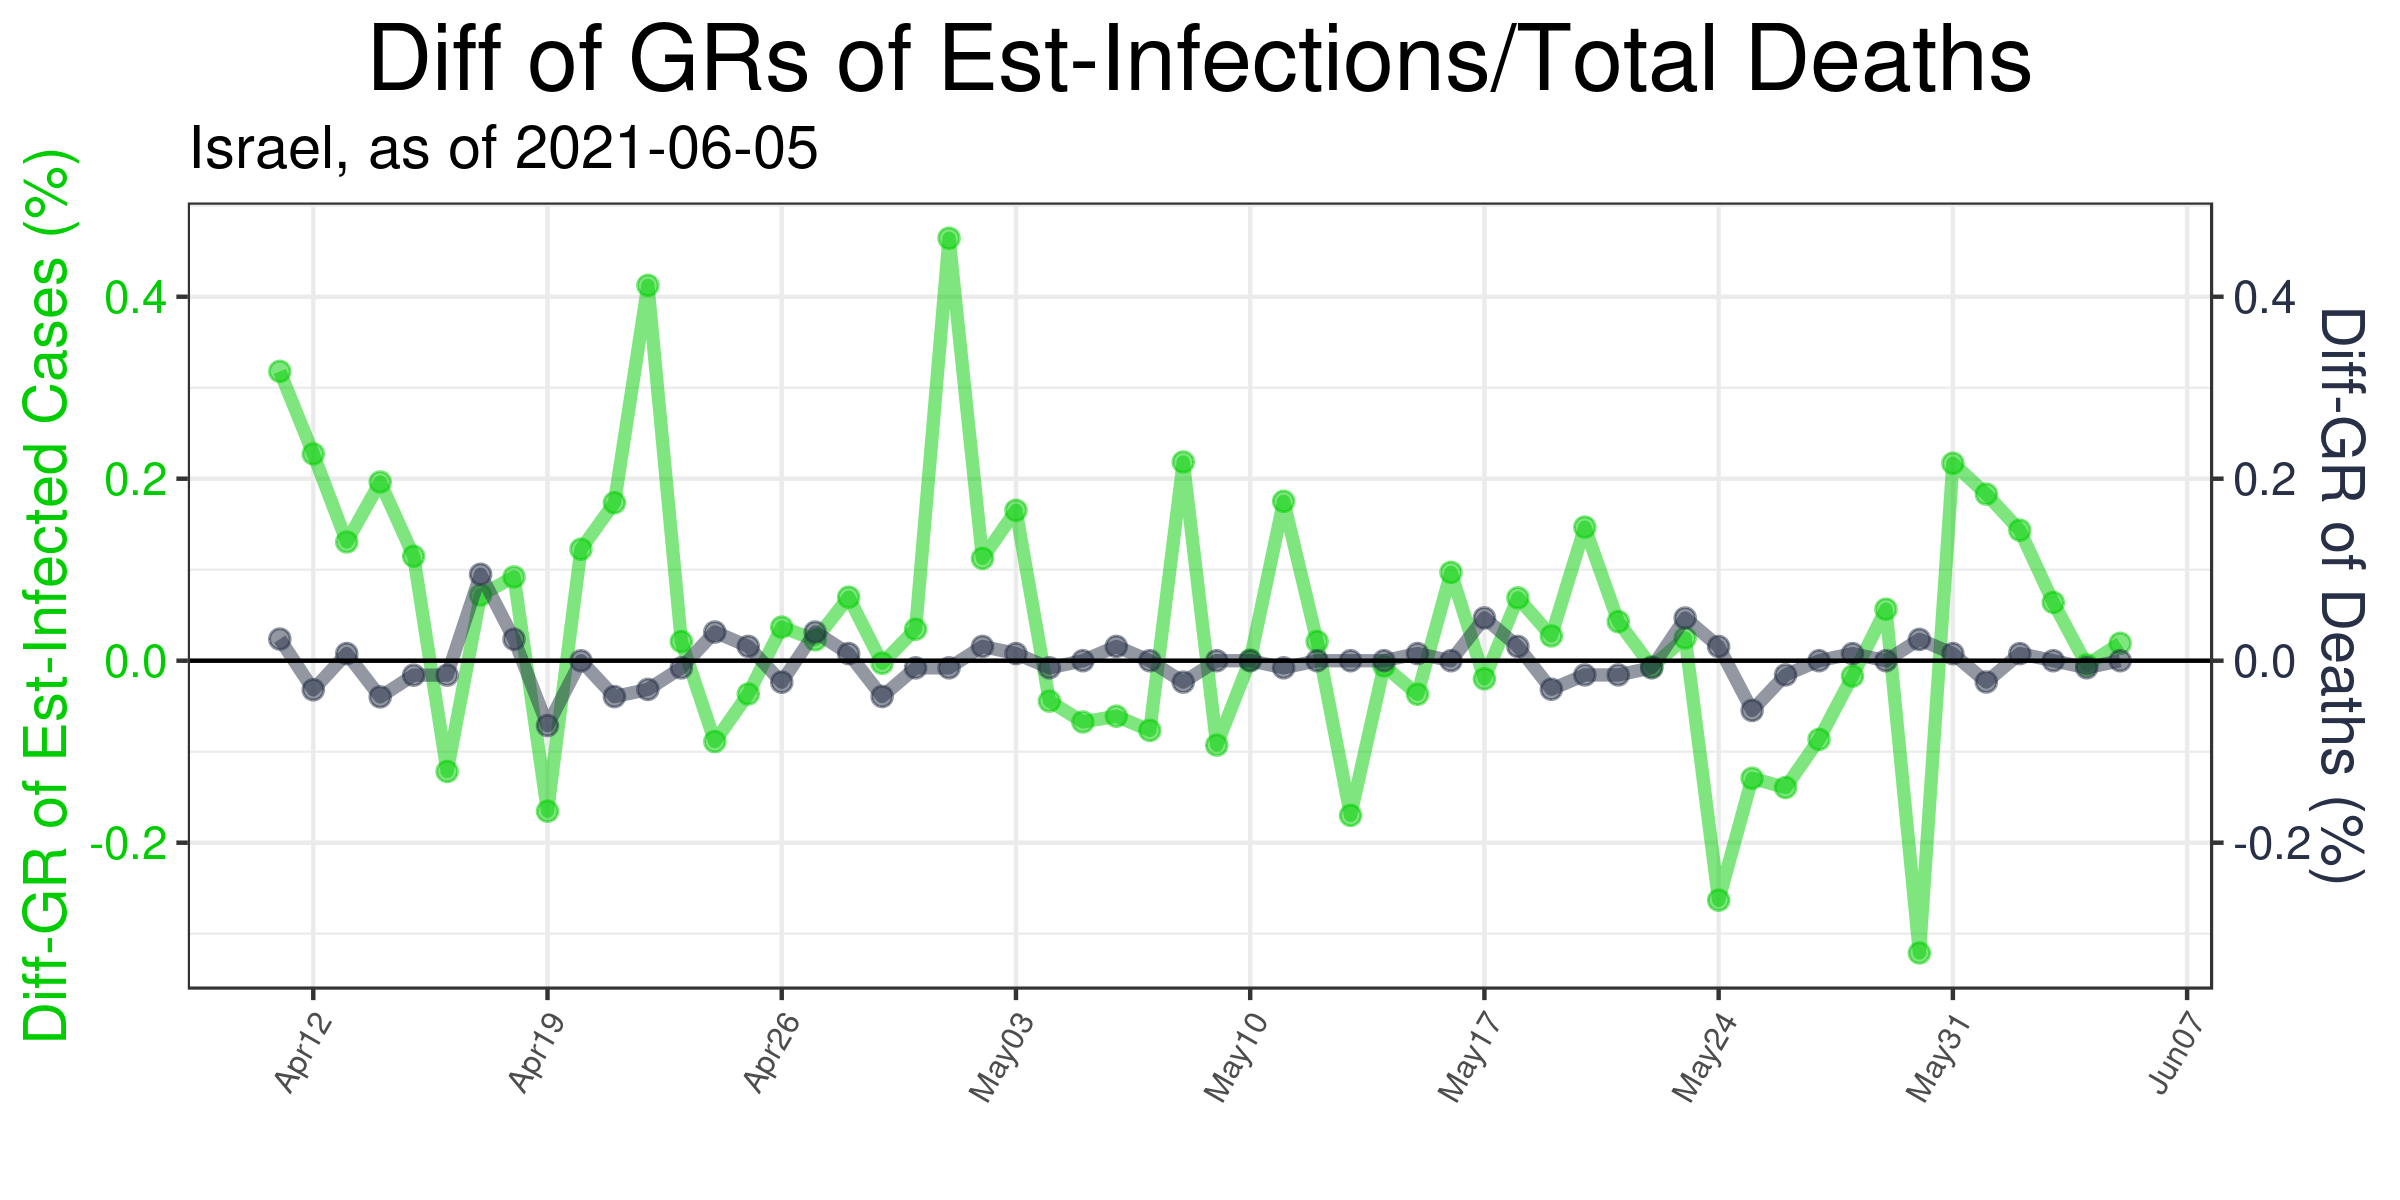 Diff of GRs of Est-Infections/Total Deaths
Israel, as of 2021-06-05
Diff-GR of Est-Infected Cases (%)
0.4
0.2
0.0
-0.2
0.4
0.2
0.0
-0.2
Diff-GR of Deaths (%)
Apr12
Apr19
Apr26
May03
May10
May17
May24
May31
Jun07